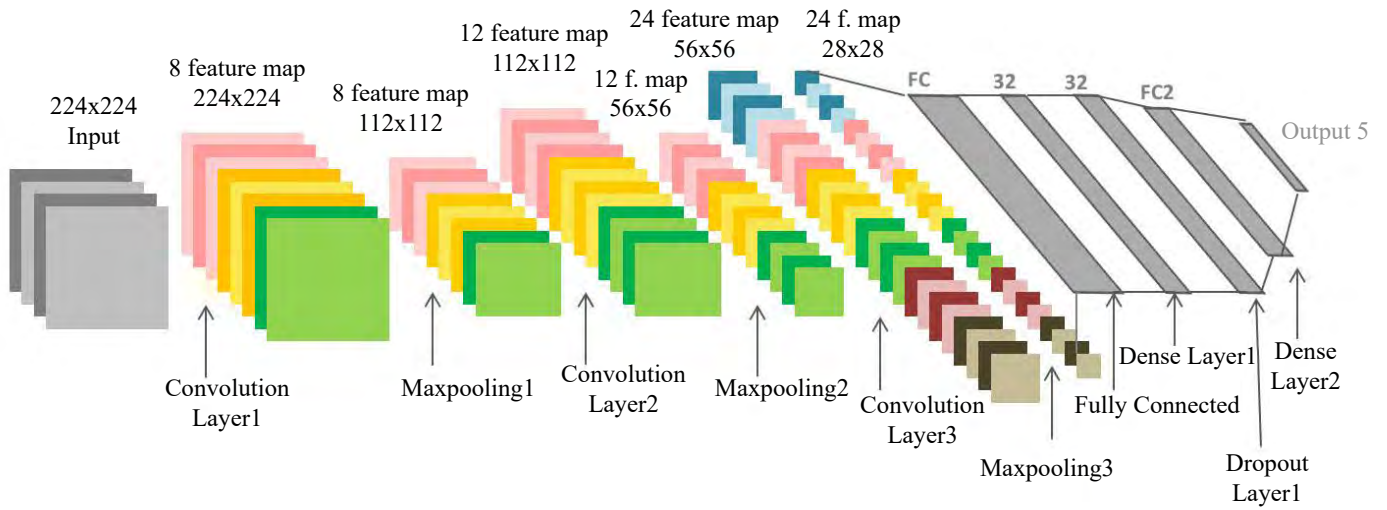 224x224
Input
8 feature map
224x224
8 feature map
112x112
12 feature map
112x112
12 f. map
56x56
24 feature map
56x56
24 f. map
28x28
FC
32
32
FC2
Output 5
Convolution
Layer1
Maxpooling1
Convolution
Layer2
Maxpooling2
Convolution
Layer3
Maxpooling3
Fully Connected
Dense Layer1
Dropout
Layer1
Dense
Layer2